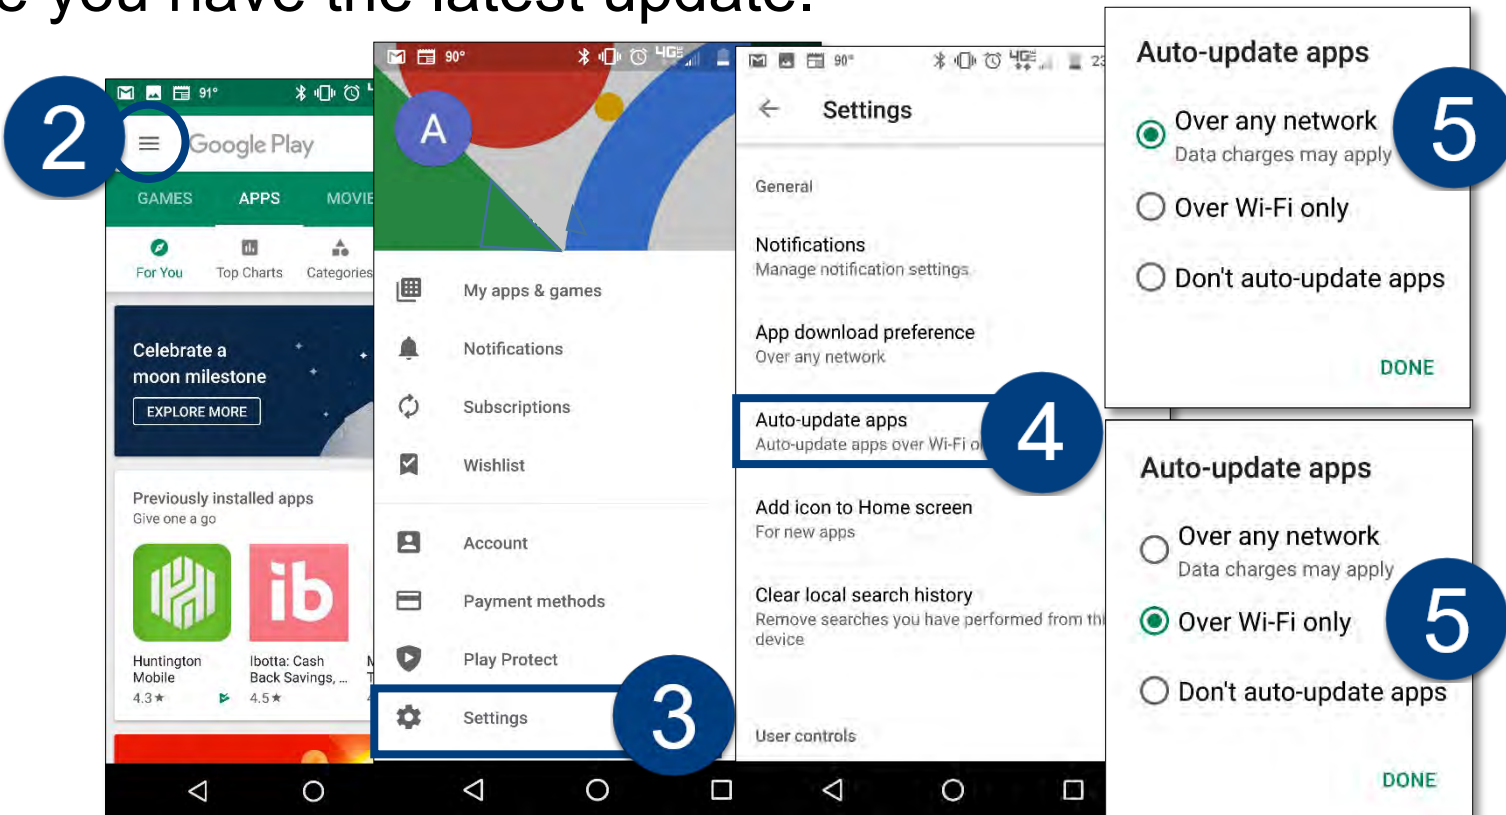 you have the latest update.
2
91°
Google Play
GAMES APPS MOVIE
For You Top Charts Categories
Celebrate a
moon milestone
EXPLORE MORE
Previously installed apps
Give one a go
ib
Huntington
Mobile
4.3★
Ibotta: Cash
Back Savings, ...
4.5★
90°
4G
A
My apps & games
Notifications
Subscriptions
Wishlist
Account
Payment methods
Play Protect
Settings
3
90°
4GE
23
Settings
General
Notifications
Manage notification settings
App download preference
Over any network
Auto-update apps
Auto-update apps over Wi-Fi
4
Add icon to Home screen
For new apps
Clear local search history
Remove searches you have performed from
device
User controls
Auto-update apps
Over any network
Data charges may apply
5
Over Wi-Fi only
Don't auto-update apps
DONE
Auto-update apps
Over any network
Data charges may apply
Over Wi-Fi only
5
Don't auto-update apps
DONE